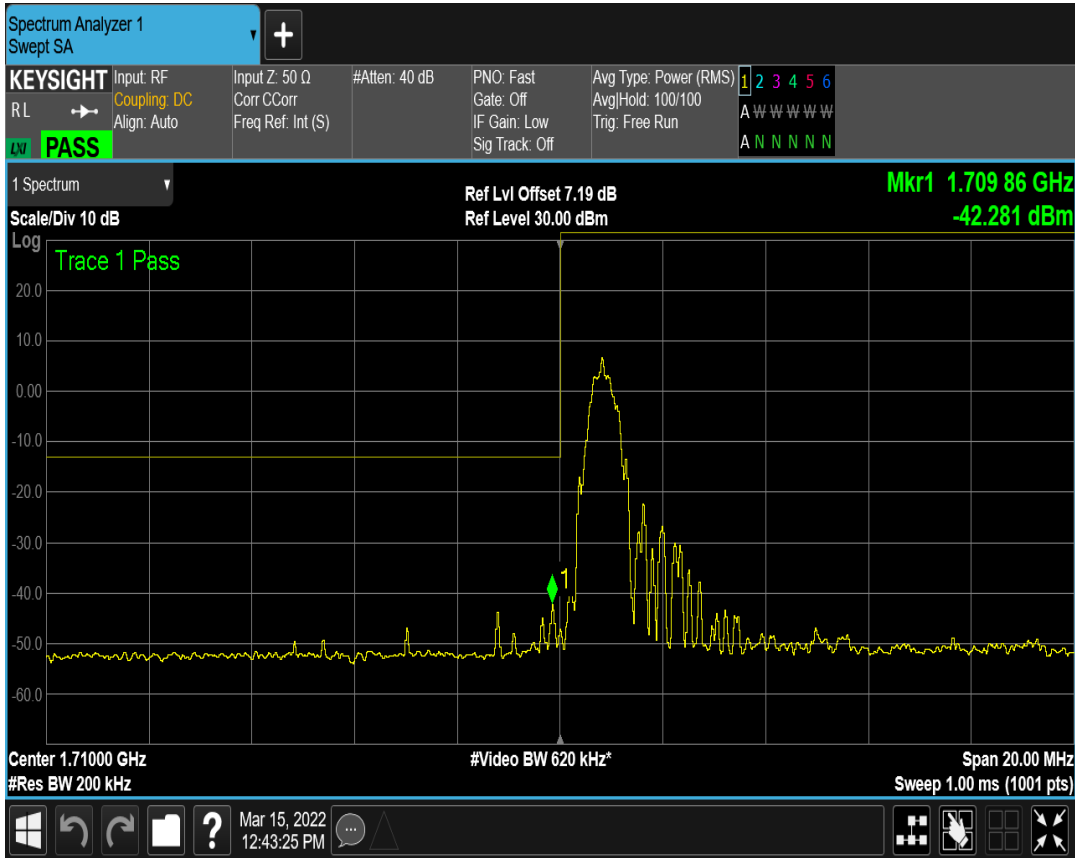 Spectrum Analyzer 1
Swept SA
+
KEYSIGHT
R L
LXI PASS
Input: RF
Coupling: DC
Align: Auto
Input Z: 50 Ω
Corr CCorr
Freq Ref: Int (S)
#Atten: 40 dB
PNO: Fast
Gate: Off
IF Gain: Low
Sig Track: Off
Avg Type: Power (RMS)
Avg|Hold: 100/100
Trig: Free Run
1 2 3 4 5 6
A W W W W W
A N N N N N
1 Spectrum
Scale/Div 10 dB
Ref Lvl Offset 7.19 dB
Ref Level 30.00 dBm
Mkr1 1.709 86 GHz
-42.281 dBm
Log
Trace 1 Pass
20.0
10.0
0.00
-10.0
-20.0
-30.0
-40.0
-50.0
-60.0
1
Center 1.71000 GHz
#Res BW 200 kHz
#Video BW 620 kHz*
Span 20.00 MHz
Sweep 1.00 ms (1001 pts)
?
Mar 15, 2022
12:43:25 PM